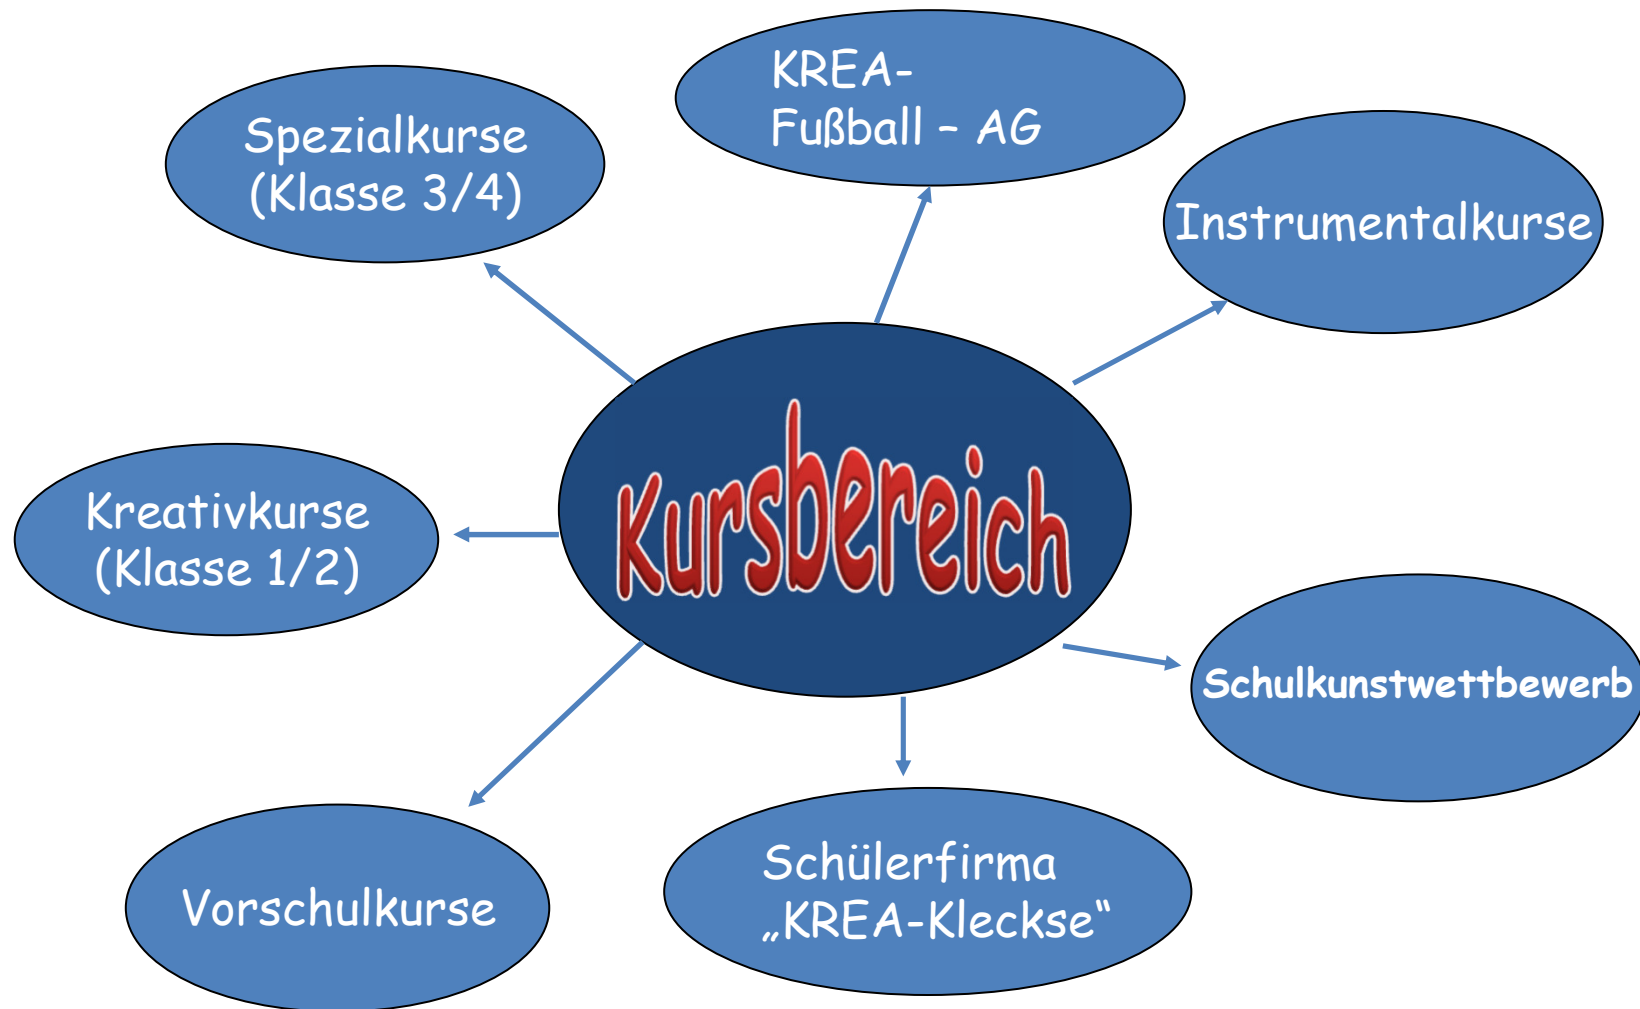 KREA-
Fußball – AG
Spezialkurse
(Klasse 3/4)
Instrumentalkurse
Kursbereich
Kreativkurse
(Klasse 1/2)
Schulkunstwettbewerb
Vorschulkurse
Schülerfirma
„KREA-Kleckse“